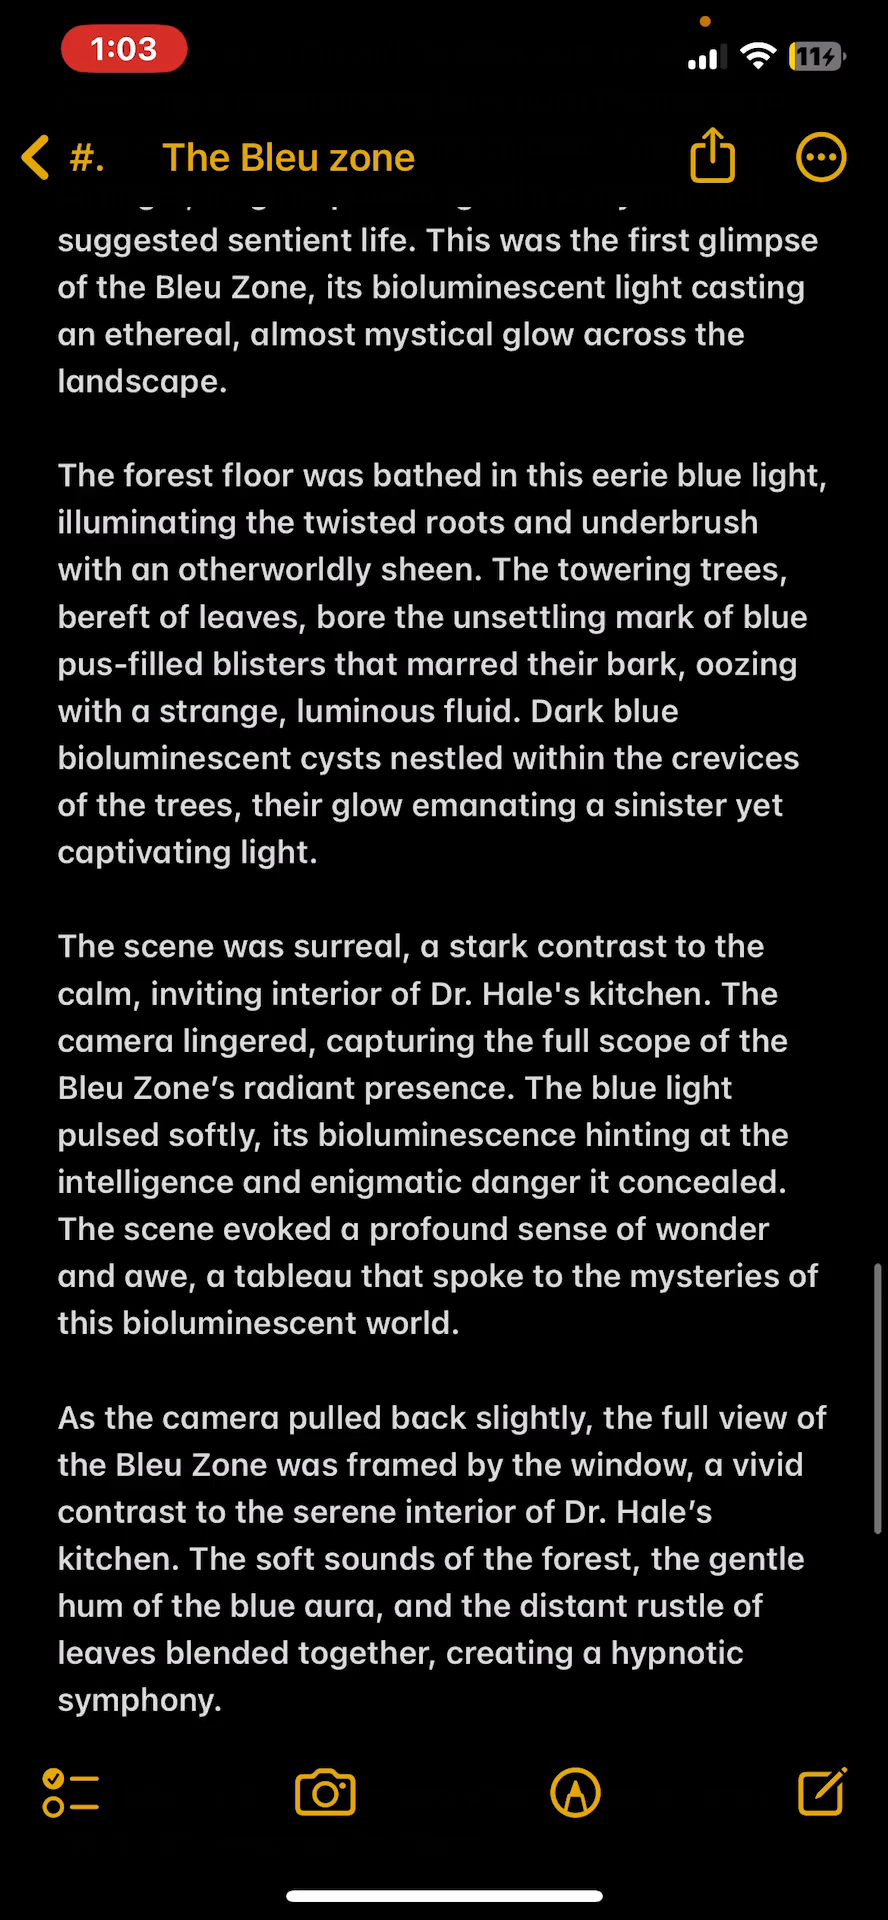 1:03
11
#.
The Bleu zone
suggested sentient life. This was the first glimpse
of the Bleu Zone, its bioluminescent light casting
an ethereal, almost mystical glow across the
landscape.
The forest floor was bathed in this eerie blue light,
illuminating the twisted roots and underbrush
with an otherworldly sheen. The towering trees,
bereft of leaves, bore the unsettling mark of blue
pus-filled blisters that marred their bark, oozing
with a strange, luminous fluid. Dark blue
bioluminescent cysts nestled within the crevices
of the trees, their glow emanating a sinister yet
captivating light.
The scene was surreal, a stark contrast to the
calm, inviting interior of Dr. Hale's kitchen. The
camera lingered, capturing the full scope of the
Bleu Zone’s radiant presence. The blue light
pulsed softly, its bioluminescence hinting at the
intelligence and enigmatic danger it concealed.
The scene evoked a profound sense of wonder
and awe, a tableau that spoke to the mysteries of
this bioluminescent world.
As the camera pulled back slightly, the full view of
the Bleu Zone was framed by the window, a vivid
contrast to the serene interior of Dr. Hale’s
kitchen. The soft sounds of the forest, the gentle
hum of the blue aura, and the distant rustle of
leaves blended together, creating a hypnotic
symphony.